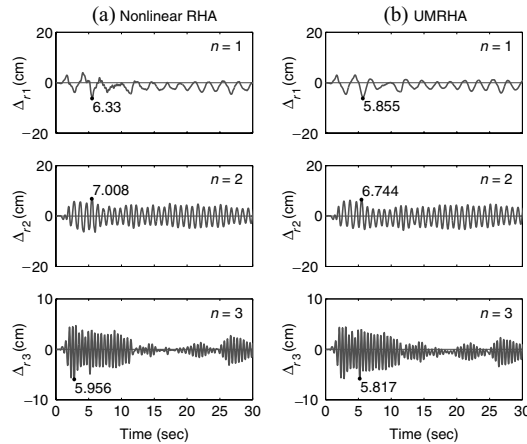 (a) Nonlinear RHA
(b) UMRHA
20
0
−20
Δr1 (cm)
n = 1
6.33
20
0
−20
Δr1 (cm)
n = 1
5.855
20
0
−20
Δr2 (cm)
n = 2
7.008
20
0
−20
Δr2 (cm)
n = 2
6.744
10
0
−10
Δr3 (cm)
n = 3
5.956
0 5 10 15 20 25 30
Time (sec)
10
0
−10
Δr3 (cm)
n = 3
5.817
0 5 10 15 20 25 30
Time (sec)